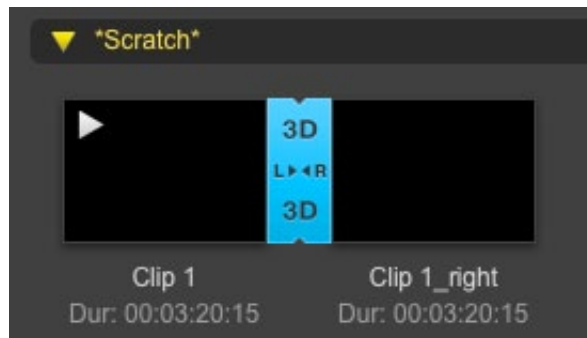 *Scratch*
3D
L R
3D
Clip 1 Clip 1_right
Dur: 00:03:20:15 Dur: 00:03:20:15